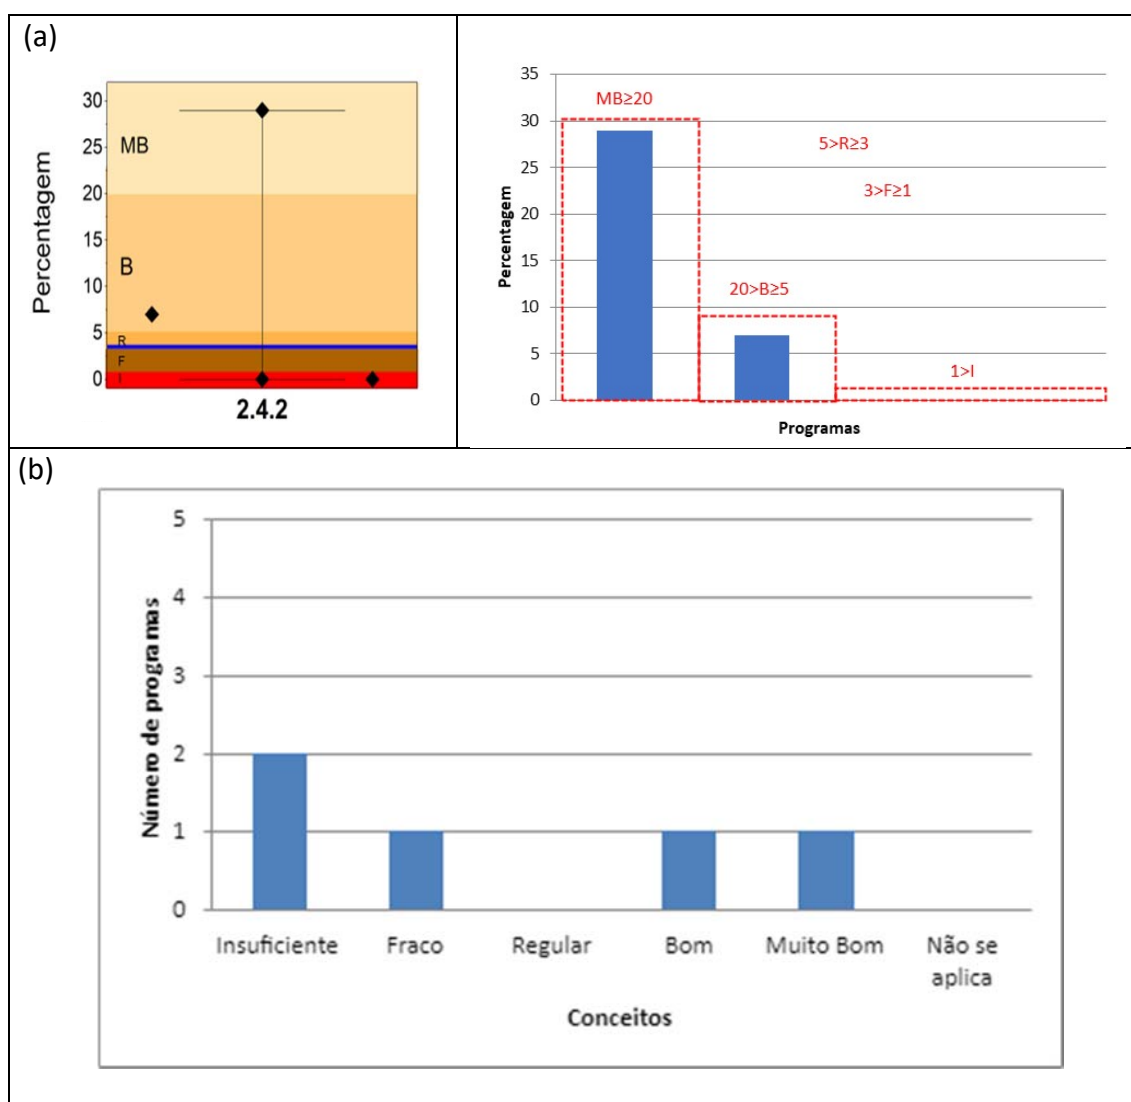 (a)
Percentagem
30
25
20
15
10
5
0
MB
B
R
F
I
2.4.2
Percentagem
35
30
25
20
15
10
5
0
MB≥20
5>R≥3
3>F≥1
20>B≥5
1>I
Programas
(b)
Número de programas
5
4
3
2
1
0
Insuficiente
Fraco
Regular
Bom
Muito Bom
Não se
aplica
Conceitos